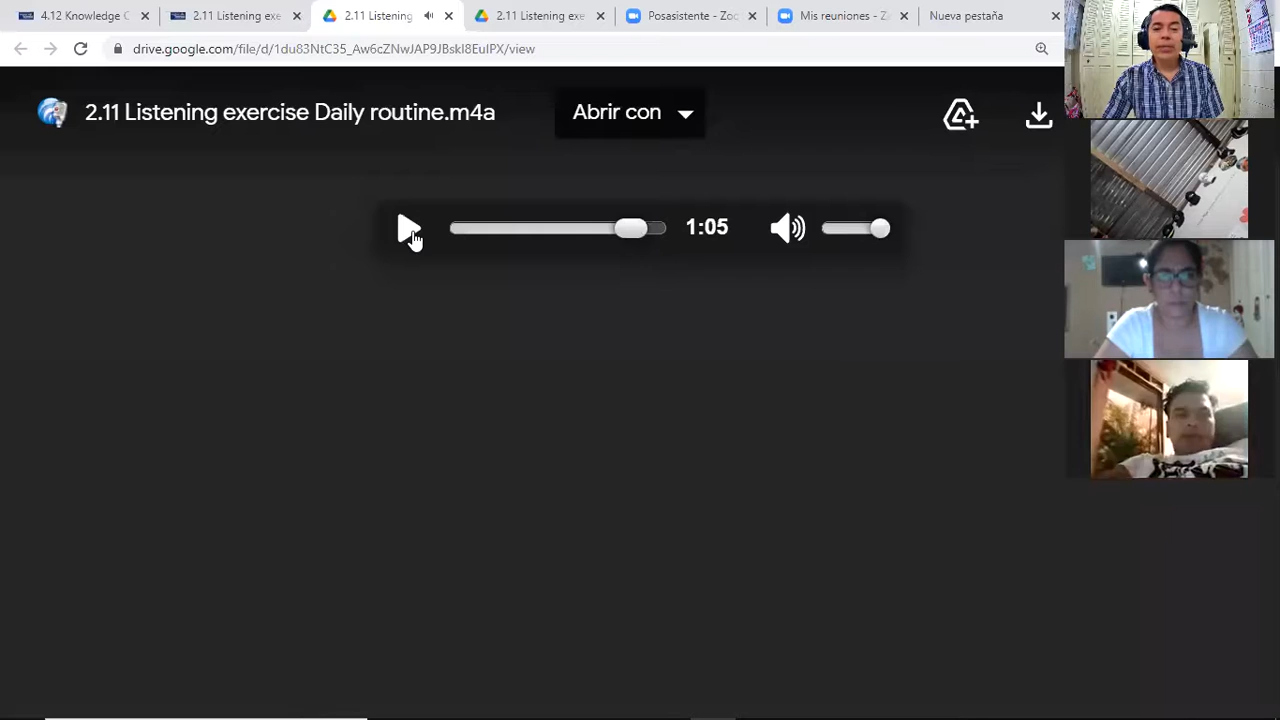 4.12 Knowledge C
2.11 Listening exe
2.11 Listening
2.11 Listening exe
Posasistente - Zoo
Mis reuniones - Z
Nueva pestaña
drive.google.com/file/d/1du83NtC35_Aw6cZNwJAP9JBskI8EuIPX/view
2.11 Listening exercise Daily routine.m4a
Abrir con
1:05